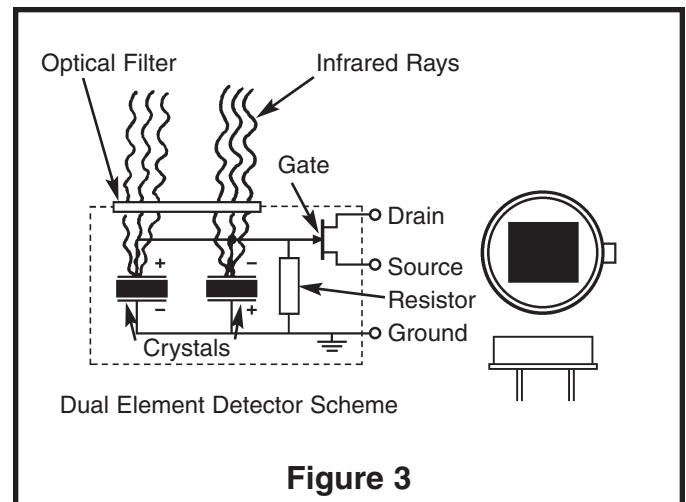 Optical Filter
Infrared Rays
Gate
Drain
Source
Resistor
Ground
+
−
−
+
Crystals
Dual Element Detector Scheme
Figure 3